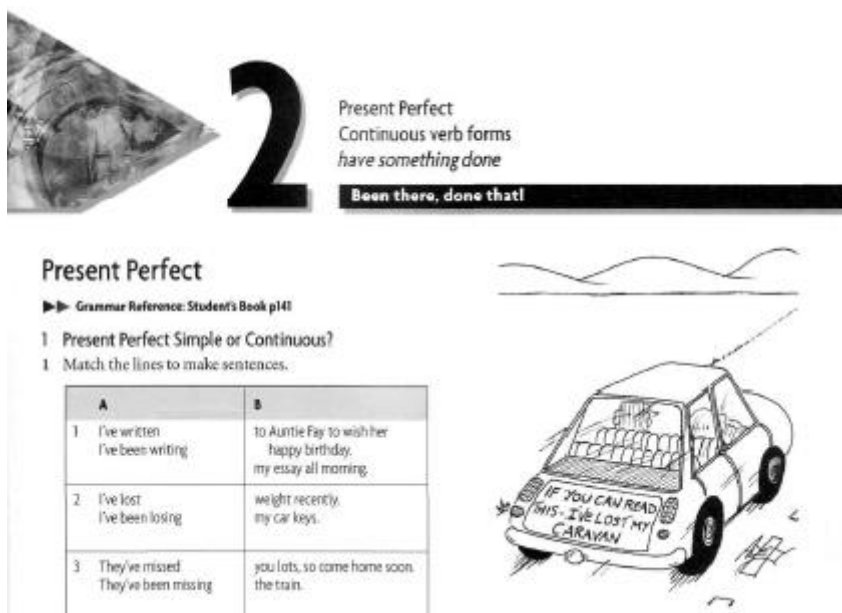 2
Present Perfect
Continuous verb forms
have something done
Been there, done that!
Present Perfect
▶▶ Grammar Reference: Student's Book p141
1 Present Perfect Simple or Continuous?
1 Match the lines to make sentences.
A B
1 I've written to Auntie Fay to wish her
I've been writing happy birthday.
my essay all morning.
2 I've lost weight recently.
I've been losing my car keys.
3 They've missed you lots, so come home soon.
They've been missing the train.
IF YOU CAN READ
THIS - I'VE LOST MY
CARAVAN